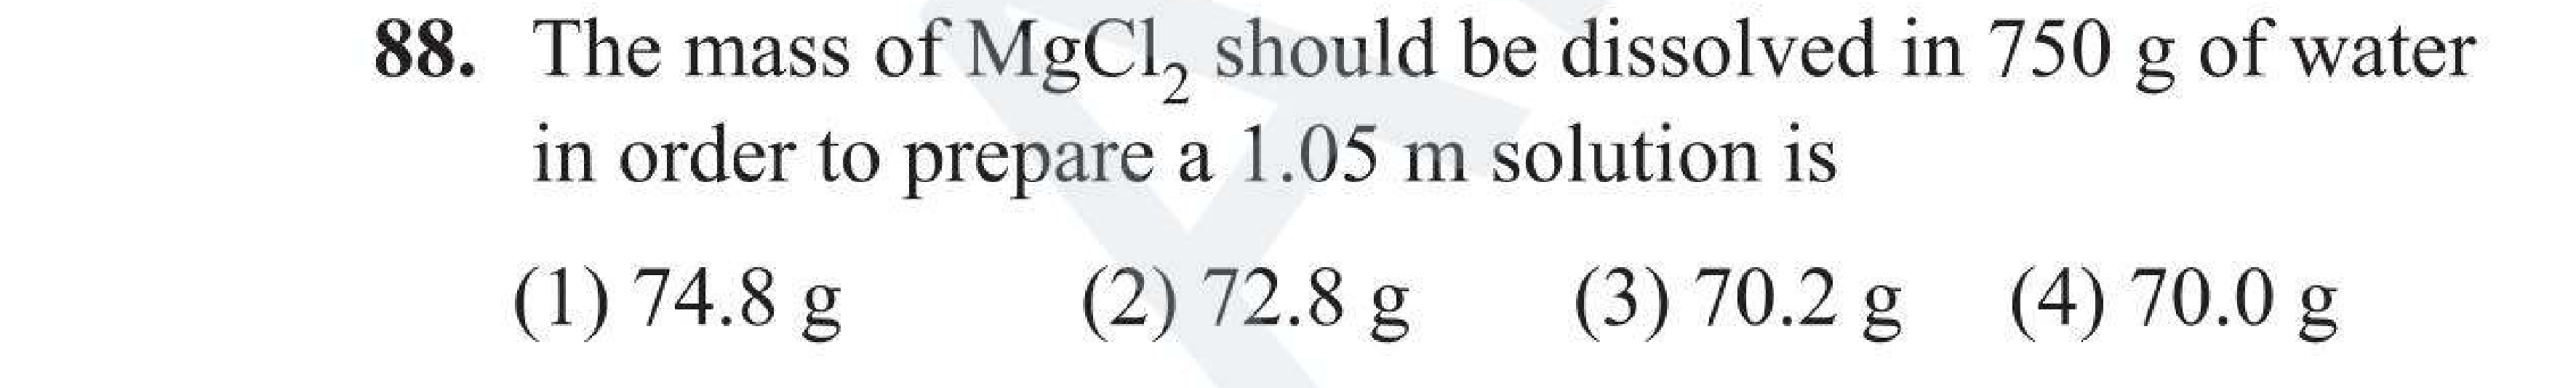 88. The mass of MgCl₂ should be dissolved in 750 g of water
in order to prepare a 1.05 m solution is
(1) 74.8 g (2) 72.8 g (3) 70.2 g (4) 70.0 g